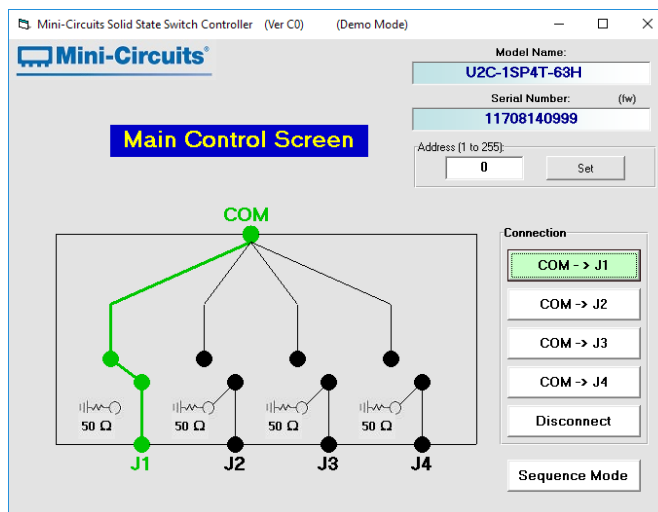 Mini-Circuits Solid State Switch Controller (Ver C0) (Demo Mode)
Mini-Circuits®
Model Name:
U2C-1SP4T-63H
Serial Number: (fw)
11708140999
Main Control Screen
Address (1 to 255):
0 Set
COM
Connection
COM -> J1
COM -> J2
COM -> J3
COM -> J4
Disconnect
50 Ω 50 Ω 50 Ω 50 Ω
J1 J2 J3 J4
Sequence Mode